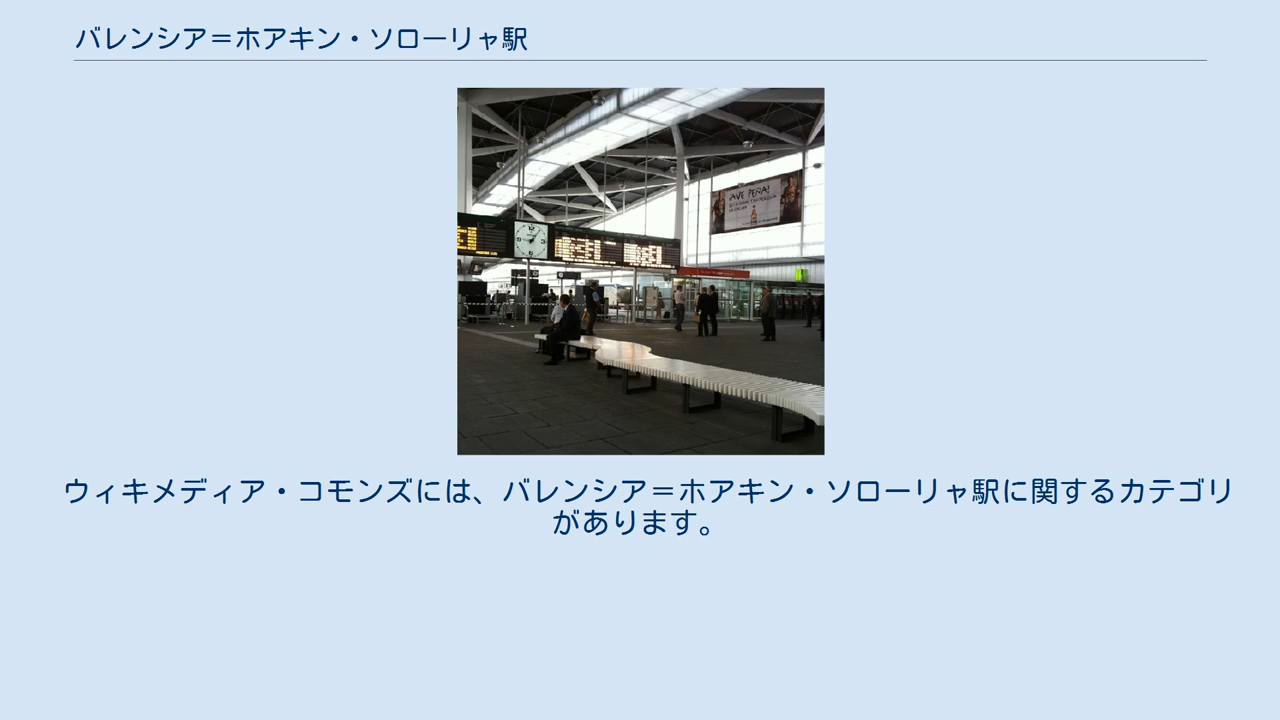 バレンシア＝ホアキン・ソローリャ駅
¡AVE PEÑA!
ウィキメディア・コモンズには、バレンシア＝ホアキン・ソローリャ駅に関するカテゴリ
があります。